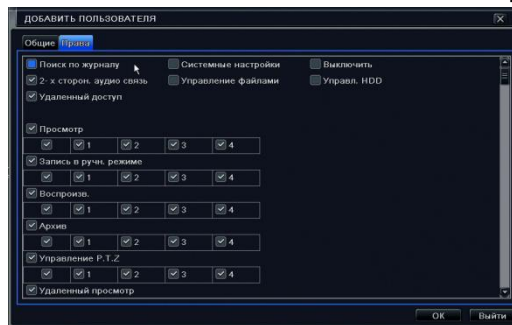 ДОБАВИТЬ ПОЛЬЗОВАТЕЛЯ
Общие Права
Поиск по журналу Системные настройки Выключить
2- х сторон. аудио связь Управление файлами Управл. HDD
Удаленный доступ
Просмотр
1 2 3 4
Запись в ручн. режиме
1 2 3 4
Воспроизв.
1 2 3 4
Архив
1 2 3 4
Управление P.T.Z
1 2 3 4
Удаленный просмотр
OK Выйти